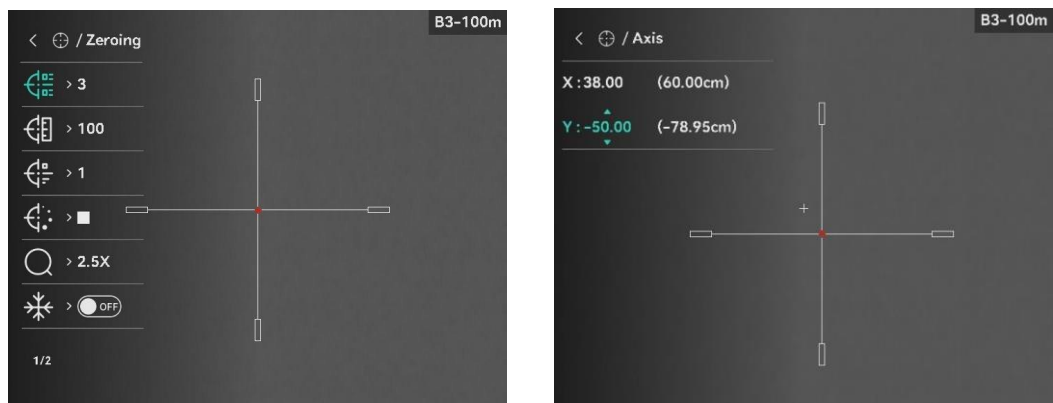 B3-100m
< / Zeroing
> 3
> 100
> 1
>
> 2.5X
> OFF
1/2
B3-100m
< / Axis
X : 38.00 (60.00cm)
Y : -50.00 (-78.95cm)